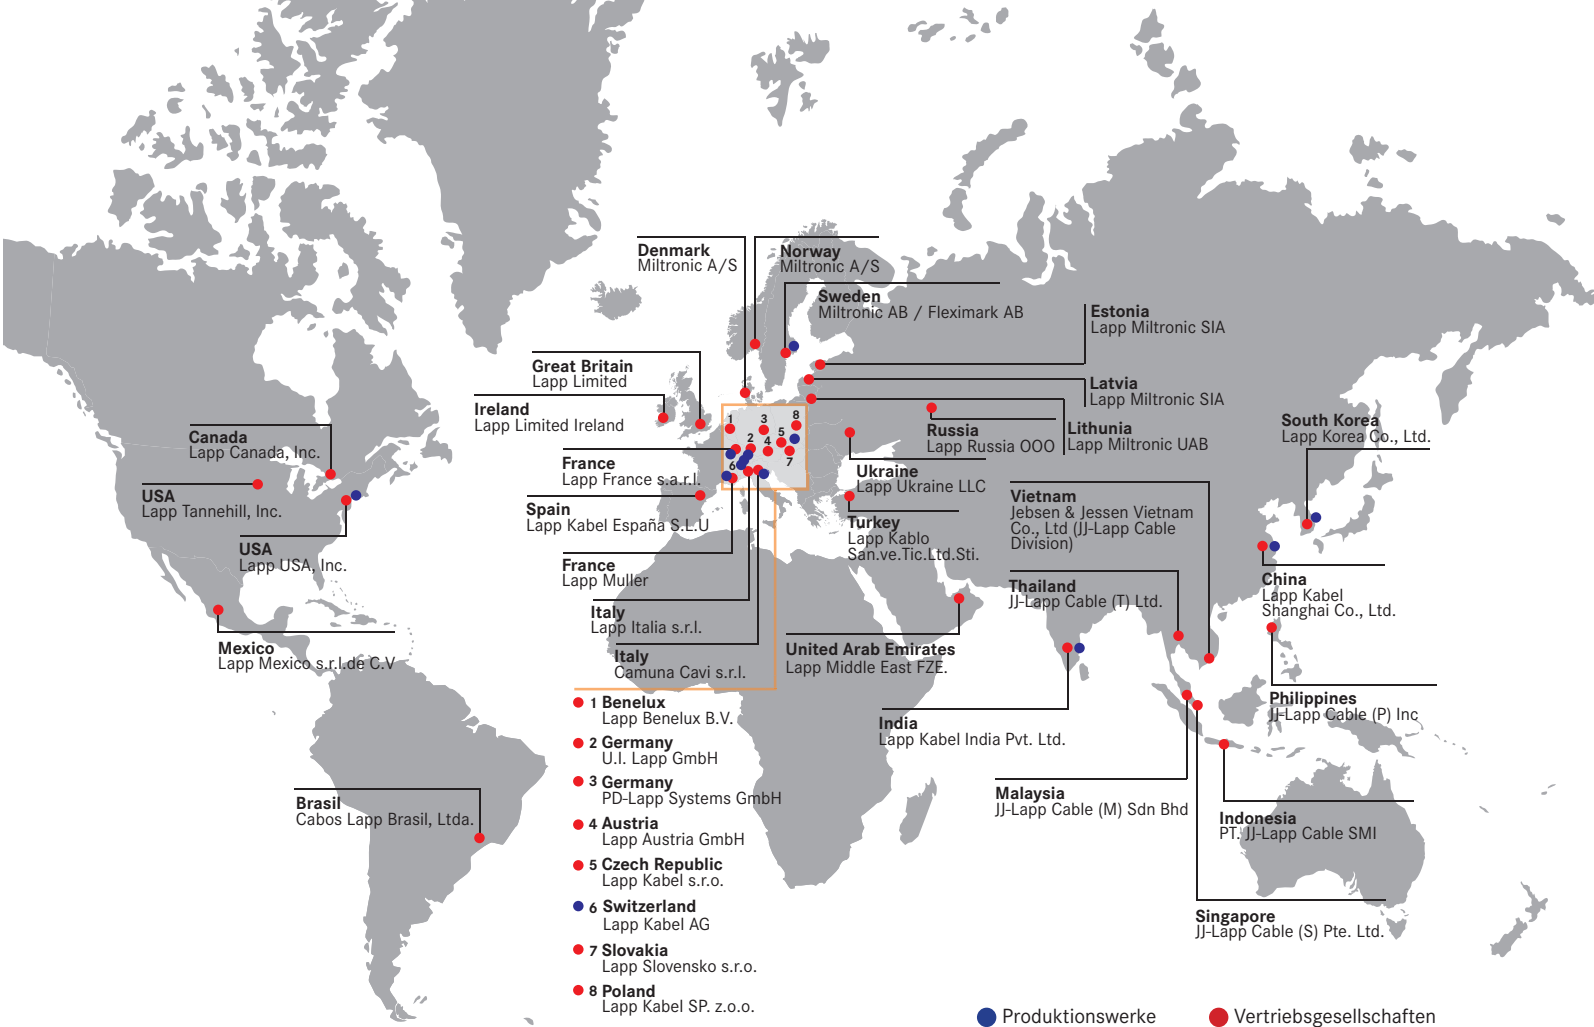 Denmark
Miltronic A/S
Norway
Miltronic A/S
Sweden
Miltronic AB / Fleximark AB
Estonia
Lapp Miltronic SIA
Great Britain
Lapp Limited
Latvia
Lapp Miltronic SIA
Ireland
Lapp Limited Ireland
Russia
Lapp Russia OOO
Lithunia
Lapp Miltronic UAB
South Korea
Lapp Korea Co., Ltd.
Canada
Lapp Canada, Inc.
1
2
3
4
5
6
7
8
France
Lapp France s.a.r.l.
Ukraine
Lapp Ukraine LLC
USA
Lapp Tannehill, Inc.
Spain
Lapp Kabel España S.L.U
Turkey
Lapp Kablo
San.ve.Tic.Ltd.Sti.
Vietnam
Jebsen & Jessen Vietnam
Co., Ltd (JJ-Lapp Cable
Division)
USA
Lapp USA, Inc.
France
Lapp Muller
Thailand
JJ-Lapp Cable (T) Ltd.
China
Lapp Kabel
Shanghai Co., Ltd.
Italy
Lapp Italia s.r.l.
Mexico
Lapp Mexico s.r.l.de C.V
Italy
Camuna Cavi s.r.l.
United Arab Emirates
Lapp Middle East FZE.
Philippines
JJ-Lapp Cable (P) Inc
India
Lapp Kabel India Pvt. Ltd.
Malaysia
JJ-Lapp Cable (M) Sdn Bhd
Indonesia
PT. JJ-Lapp Cable SMI
Brasil
Cabos Lapp Brasil, Ltda.
Singapore
JJ-Lapp Cable (S) Pte. Ltd.
1 Benelux
Lapp Benelux B.V.
2 Germany
U.I. Lapp GmbH
3 Germany
PD-Lapp Systems GmbH
4 Austria
Lapp Austria GmbH
5 Czech Republic
Lapp Kabel s.r.o.
6 Switzerland
Lapp Kabel AG
7 Slovakia
Lapp Slovensko s.r.o.
8 Poland
Lapp Kabel SP. z.o.o.
Produktionswerke
Vertriebsgesellschaften